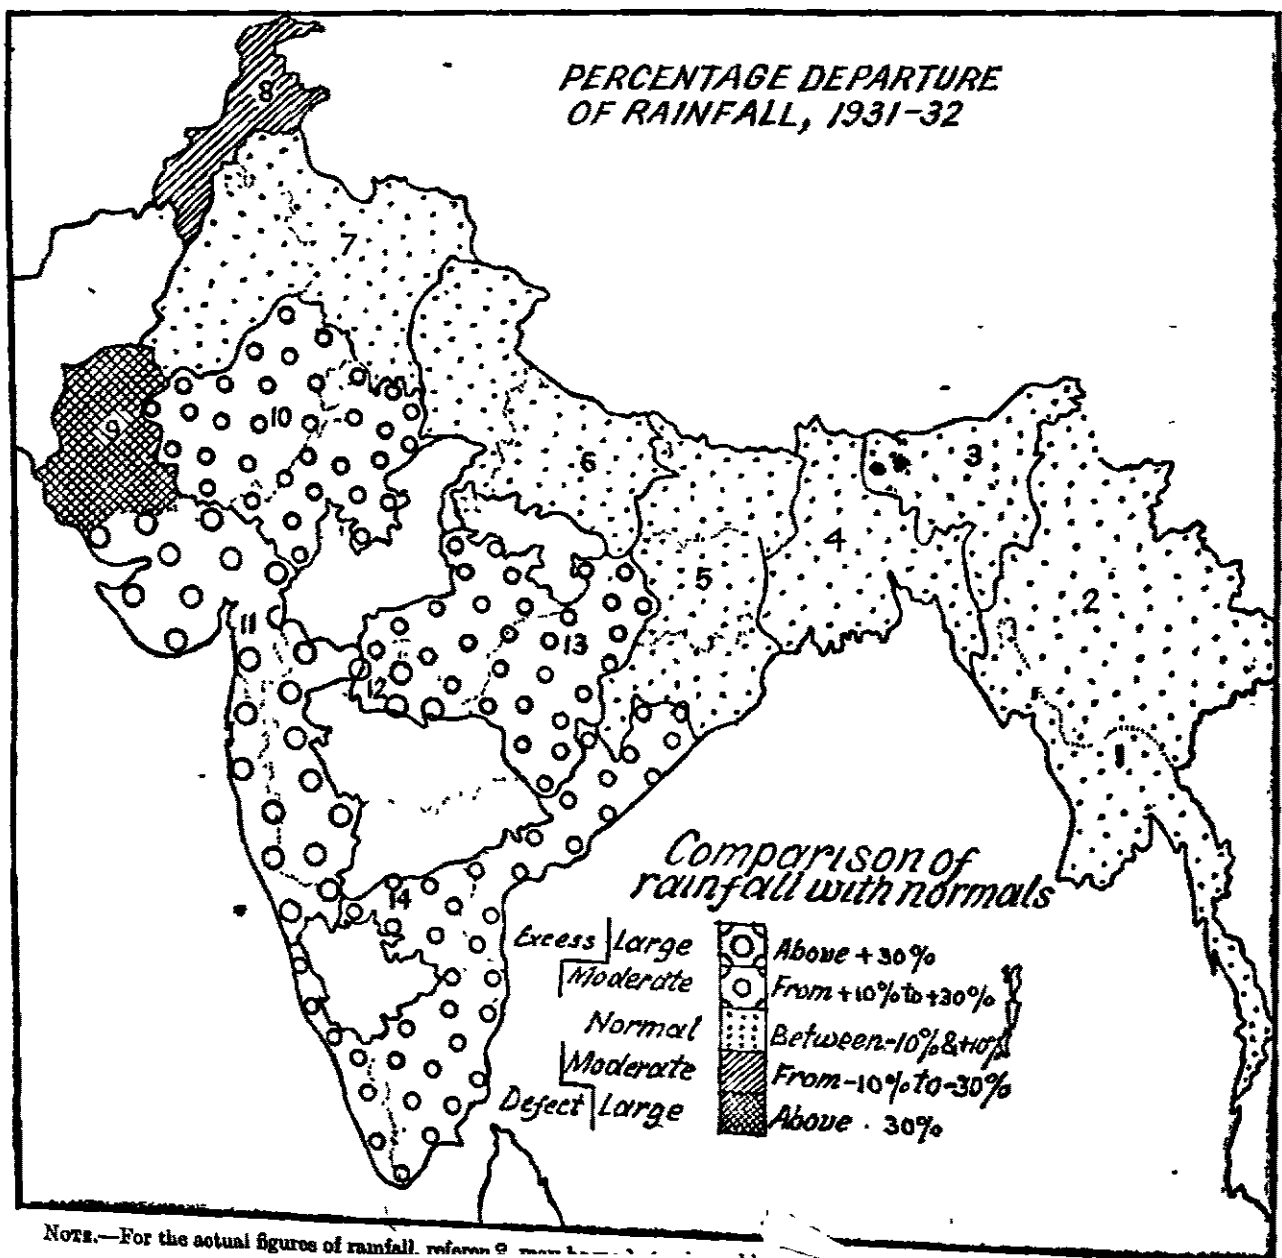 PERCENTAGE DEPARTURE
OF RAINFALL, 1931-32
8
7
10
9
6
3
4
5
2
11
13
12
1
14
Comparison of
rainfall with normals
Excess Large Above + 30%
Moderate From +10% to +30%
Normal Between -10% & +10%
Moderate From -10% to -30%
Defect Large Above - 30%
NOTE.—For the actual figures of rainfall, referen